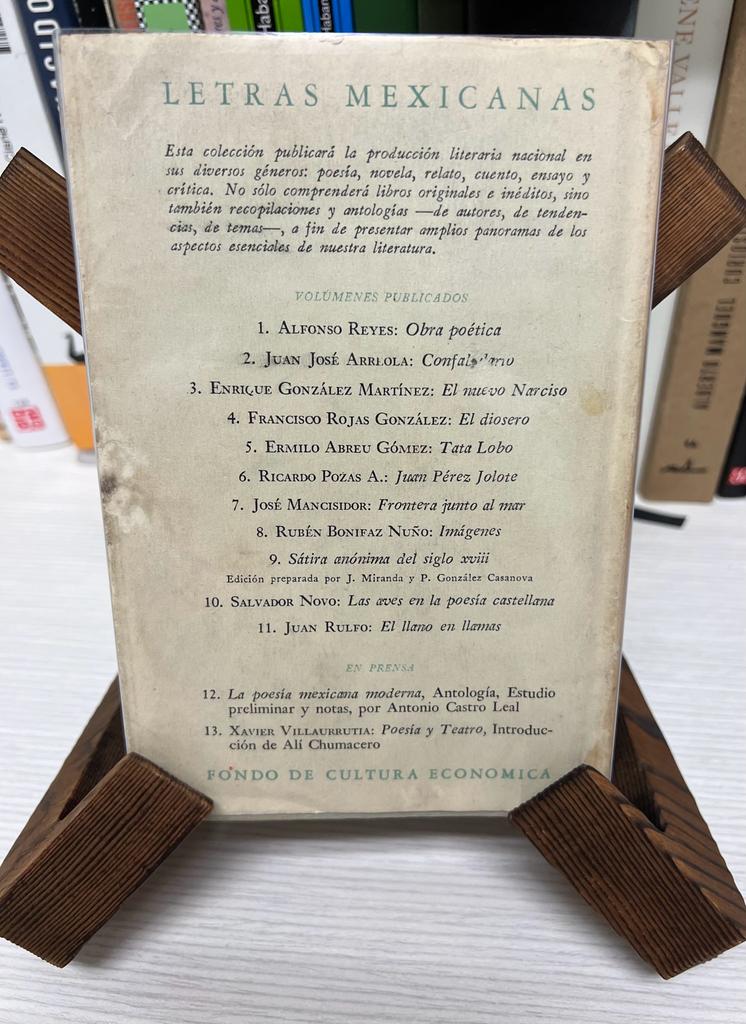 LETRAS MEXICANAS
Esta colección publicará la producción literaria nacional en
sus diversos géneros: poesía, novela, relato, cuento, ensayo y
crítica. No sólo comprenderá libros originales e inéditos, sino
también recopilaciones y antologías —de autores, de tenden-
cias, de temas—, a fin de presentar amplios panoramas de los
aspectos esenciales de nuestra literatura.
VOLÚMENES PUBLICADOS
1. ALFONSO REYES: Obra poética
2. JUAN JOSÉ ARREOLA: Confabulario
3. ENRIQUE GONZÁLEZ MARTÍNEZ: El nuevo Narciso
4. FRANCISCO ROJAS GONZÁLEZ: El diosero
5. ERMILO ABREU GÓMEZ: Tata Lobo
6. RICARDO POZAS A.: Juan Pérez Jolote
7. JOSÉ MANCISIDOR: Frontera junto al mar
8. RUBÉN BONIFAZ NUÑO: Imágenes
9. Sátira anónima del siglo xviii
Edición preparada por J. Miranda y P. González Casanova
10. SALVADOR NOVO: Las aves en la poesía castellana
11. JUAN RULFO: El llano en llamas
EN PRENSA
12. La poesía mexicana moderna, Antología, Estudio
preliminar y notas, por Antonio Castro Leal
13. XAVIER VILLAURRUTIA: Poesía y Teatro, Introduc-
ción de Alí Chumacero
FONDO DE CULTURA ECONOMICA
ALBERTO MANGUEL